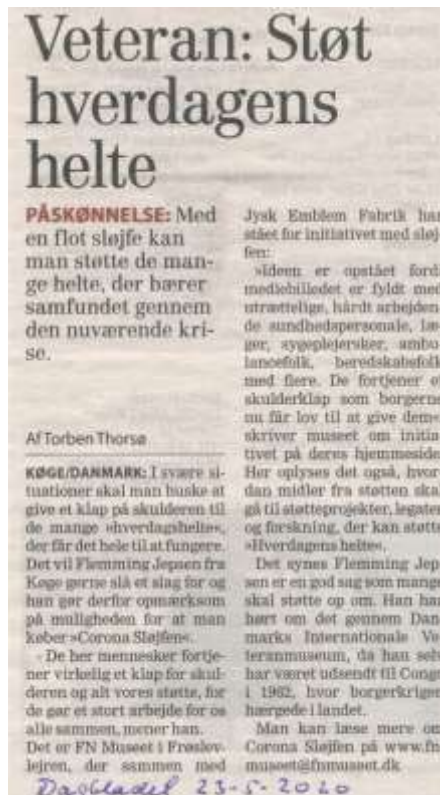 Veteran: Støt
hverdagens
helte
PÅSKØNNELSE: Med
en flot sløjfe kan
man støtte de man-
ge helte, der bærer
samfundet gennem
den nuværende kri-
se.
Af Torben Thorsø
KØGE/DANMARK: I svære si-
tuationer skal man huske at
give et klap på skulderen til
de mange »hverdagshelte«,
der får det hele til at fungere.
Det vil Flemming Jepsen fra
Køge gerne slå et slag for og
han gør derfor opmærksom
på muligheden for at man
køber »Corona Sløjfen«.
- De her mennesker fortje-
ner virkelig et klap for skul-
deren og alt vores støtte, for
de gør et stort arbejde for os
alle sammen, mener han.
Det er FN Museet i Frøslev-
lejren, der sammen med
Jysk Emblem Fabrik har
stået for initiativet med sløj-
fen:
»Ideen er opstået fordi
mediebilledet er fyldt med
utrættelige, hårdt arbejden-
de sundhedspersonale, læ-
ger, sygeplejersker, ambu-
lancefolk, beredskabsfolk
med flere. De fortjener et
skulderklap som borgerne
nu får lov til at give dem«
skriver museet om initia-
tivet på deres hjemmeside.
Her oplyses det også, hvor-
dan midler fra støtten skal
gå til støtteprojekter, legater
og forskning, der kan støtte
»Hverdagens helte«.
Det synes Flemming Jep-
sen er en god sag som mange
skal støtte op om. Han har
hørt om det gennem Dan-
marks Internationale Ve-
teranmuseum, da han selv
har været udsendt til Congo
i 1962, hvor borgerkrigen
hærgede i landet.
Man kan læse mere om
Corona Sløjfen på www.fn-
museet@fnmuseet.dk
Dagbladet 23-5-2020